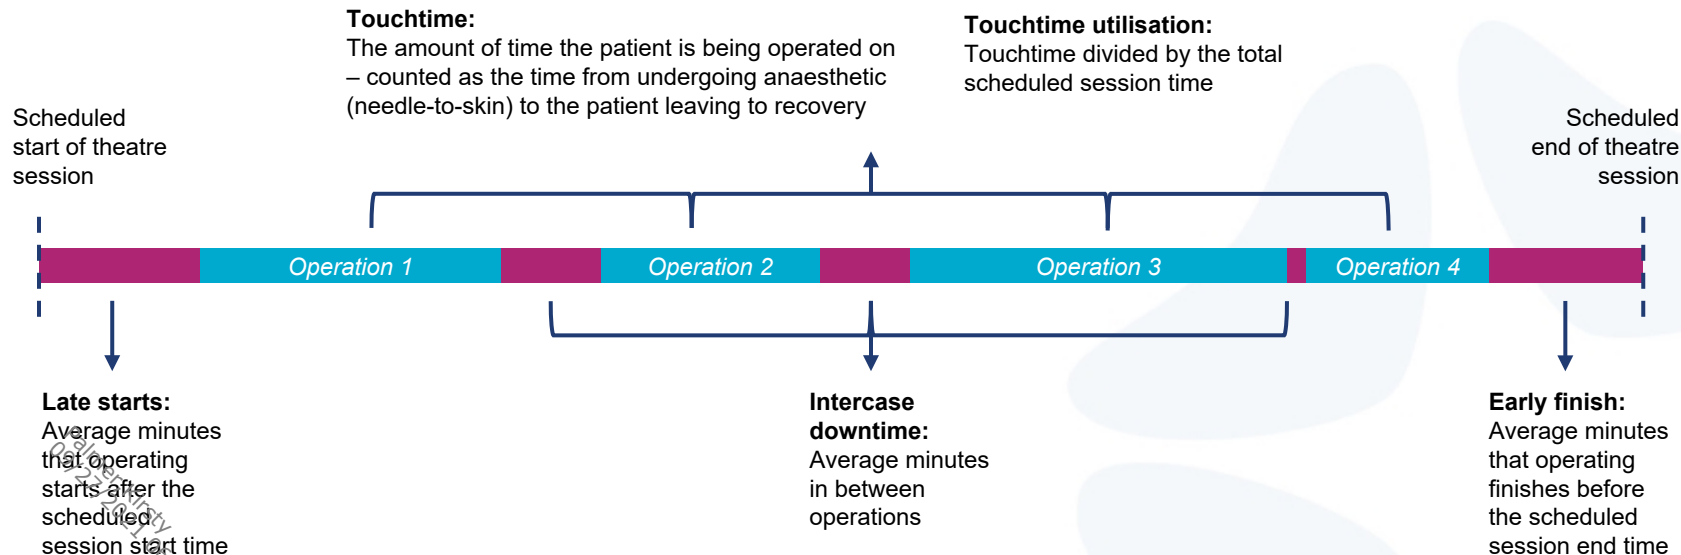 Touchtime:
The amount of time the patient is being operated on
– counted as the time from undergoing anaesthetic
(needle-to-skin) to the patient leaving to recovery
Touchtime utilisation:
Touchtime divided by the total
scheduled session time
Scheduled
start of theatre
session
Scheduled
end of theatre
session
Operation 1
Operation 2
Operation 3
Operation 4
Late starts:
Average minutes
that operating
starts after the
scheduled
session start time
Intercase
downtime:
Average minutes
in between
operations
Early finish:
Average minutes
that operating
finishes before
the scheduled
session end time